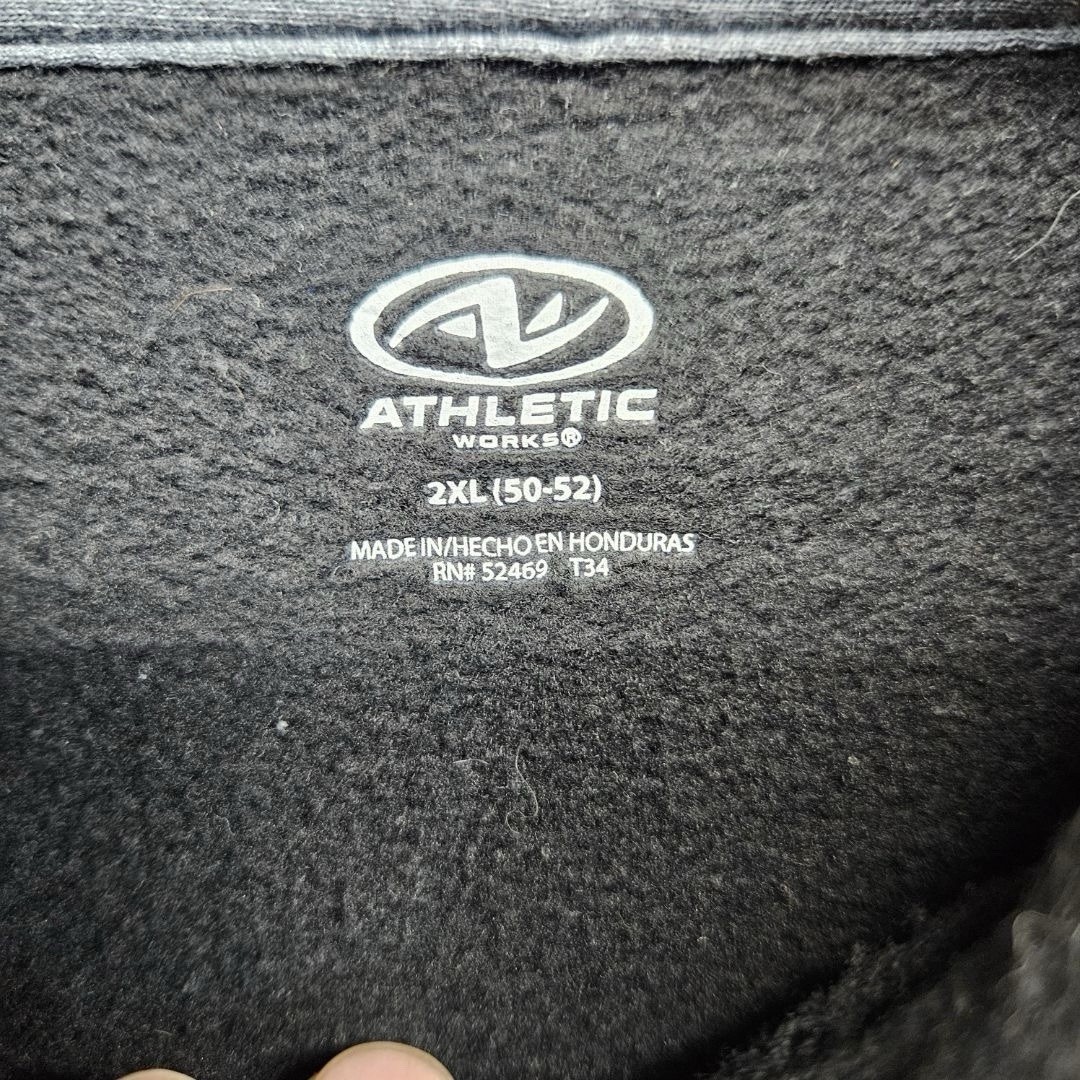 ATHLETIC
WORKS®
2XL (50-52)
MADE IN/HECHO EN HONDURAS
RN# 52469 T34